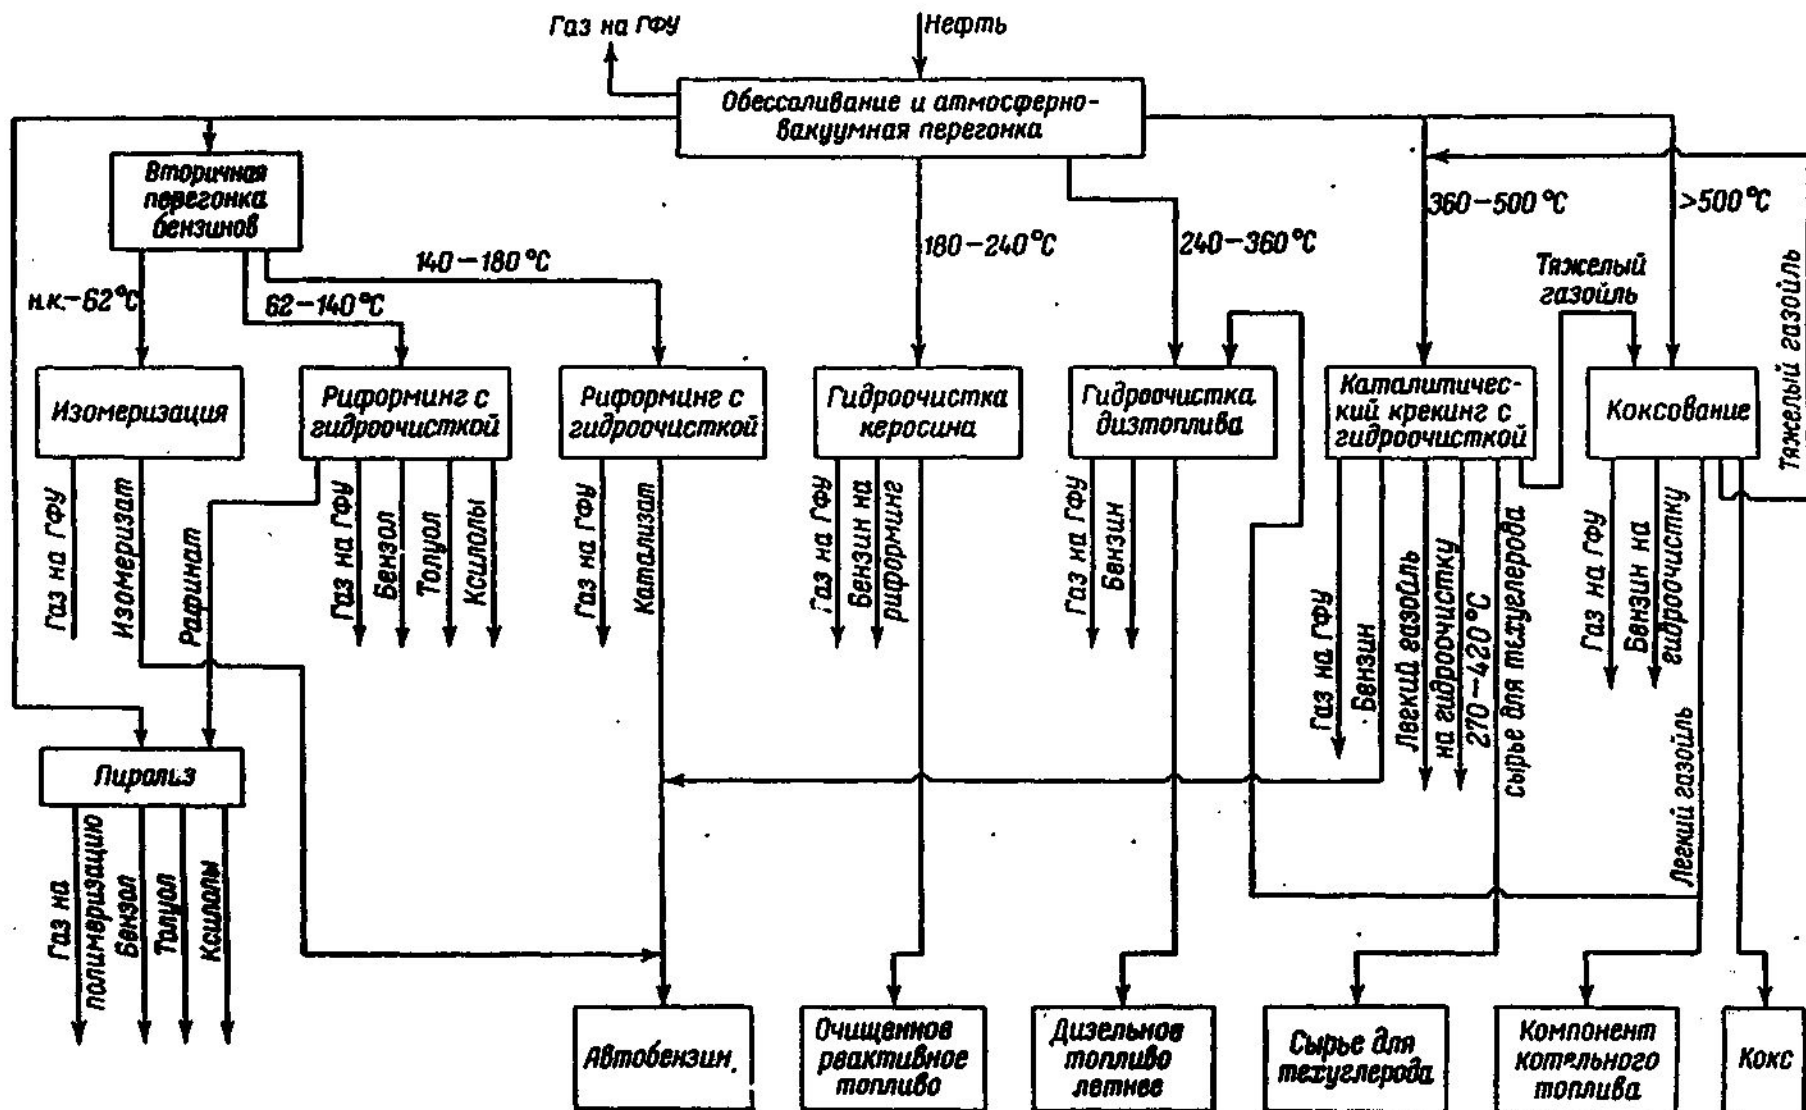 Газ на ГФУ
Нефть
Обессоливание и атмосферно-
вакуумная перегонка
Вторичная
перегонка
бензинов
н.к.–62°С
62–140°С
140–180°С
180–240°С
240–360°С
360–500°С
>500°С
Тяжелый
газойль
Тяжелый газойль
Изомеризация
Риформинг с
гидроочисткой
Риформинг с
гидроочисткой
Гидроочистка
керосина
Гидроочистка
дизтоплива
Каталитичес-
кий крекинг с
гидроочисткой
Коксование
Газ на ГФУ
Изомеризат
Рафинат
Газ на ГФУ
Бензол
Толуол
Ксилолы
Газ на ГФУ
Катализат
Газ на ГФУ
Бензин на
риформинг
Газ на ГФУ
Бензин
Газ на ГФУ
Бензин
Легкий газойль
на гидроочистку
270–420°С
сырье для техуглерода
Газ на ГФУ
Бензин на
гидроочистку
Легкий газойль
Пиролиз
Газ на
полимеризацию
Бензол
Толуол
Ксилолы
Автобензин
Очищенное
реактивное
топливо
Дизельное
топливо
летнее
Сырье для
техуглерода
Компонент
котельного
топлива
Кокс